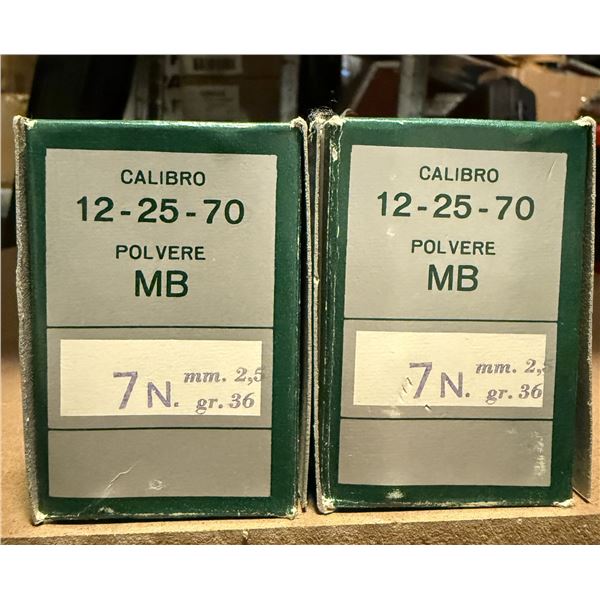 CALIBRO
12-25-70
POLVERE
MB
7 N. mm. 2,5
gr. 36
CALIBRO
12-25-70
POLVERE
MB
7 N. mm. 2,5
gr. 36